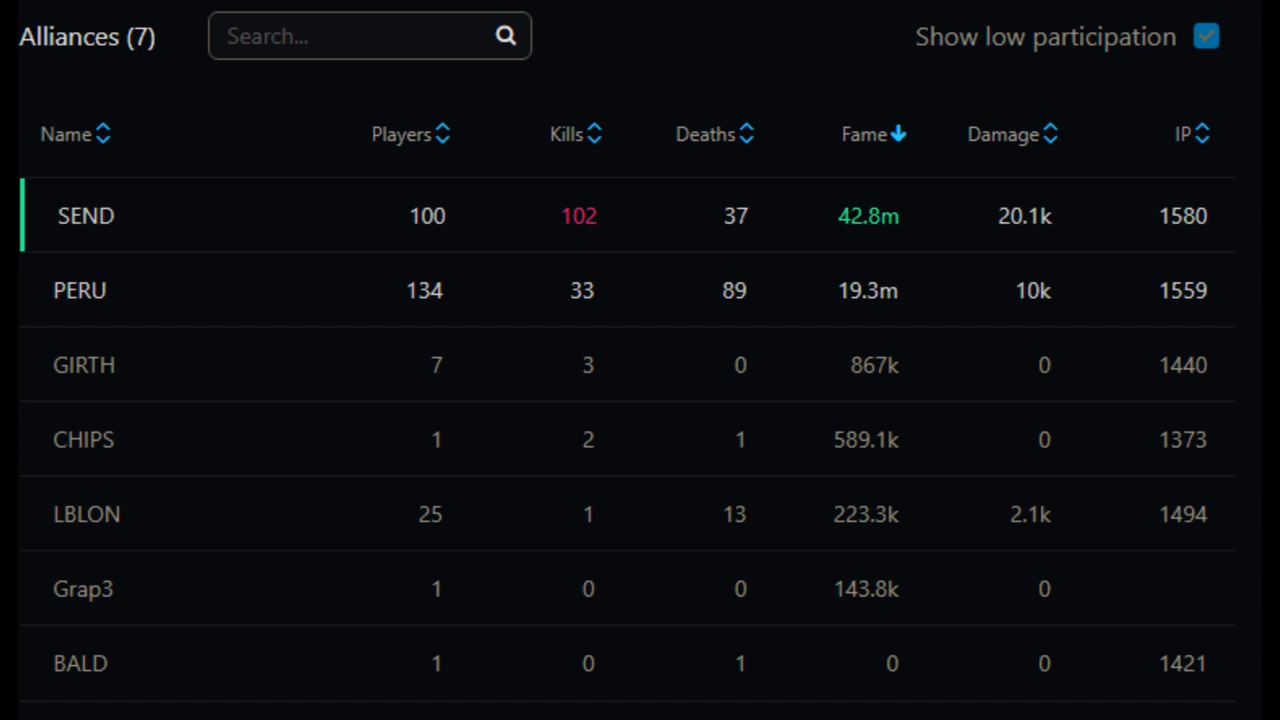 Alliances (7) Search... Show low participation
Name Players Kills Deaths Fame Damage IP
SEND 100 102 37 42.8m 20.1k 1580
PERU 134 33 89 19.3m 10k 1559
GIRTH 7 3 0 867k 0 1440
CHIPS 1 2 1 589.1k 0 1373
LBLON 25 1 13 223.3k 2.1k 1494
Grap3 1 0 0 143.8k 0
BALD 1 0 1 0 0 1421